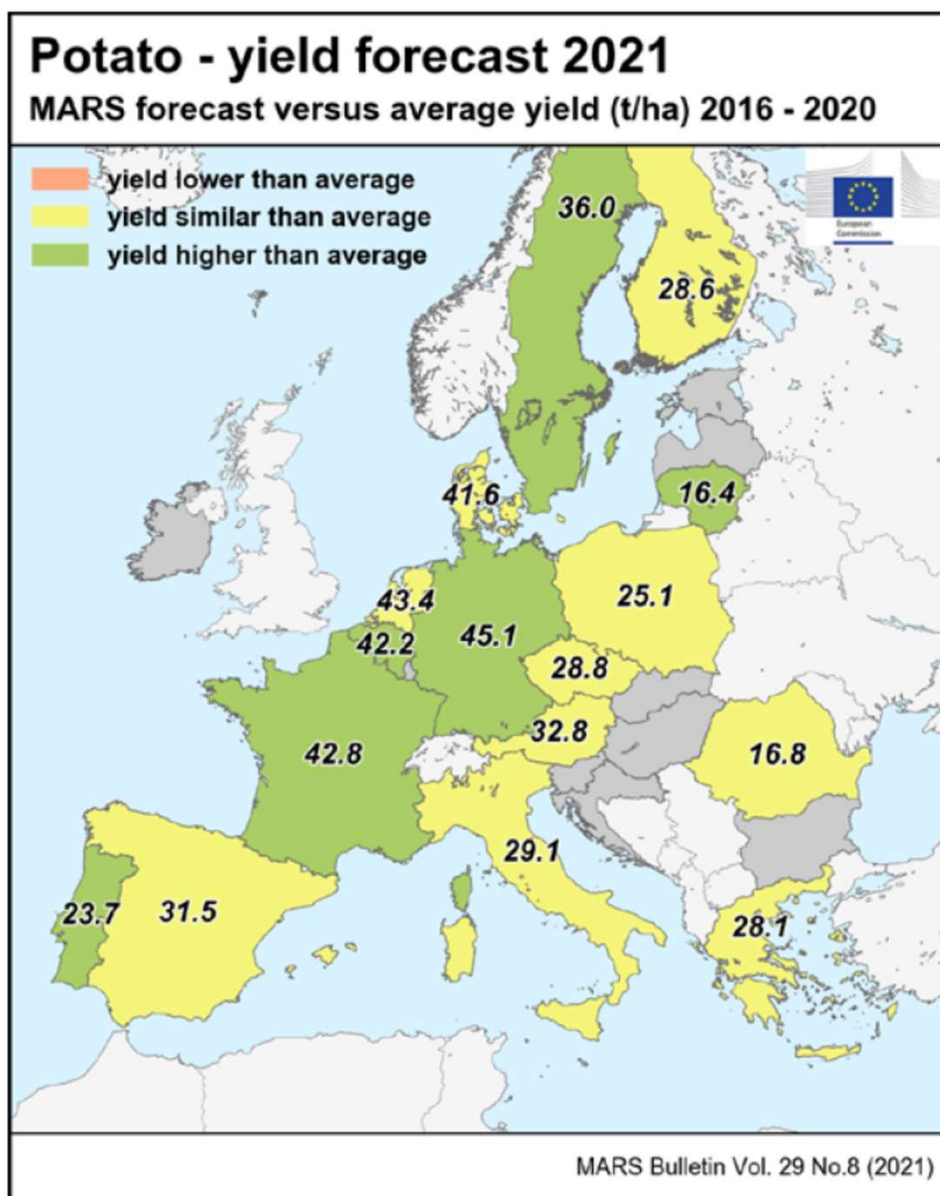 Potato - yield forecast 2021
MARS forecast versus average yield (t/ha) 2016 - 2020
yield lower than average
yield similar than average
yield higher than average
European
Commission
36.0
28.6
41.6
16.4
43.4
25.1
42.2
45.1
28.8
32.8
42.8
16.8
29.1
23.7
31.5
28.1
MARS Bulletin Vol. 29 No.8 (2021)